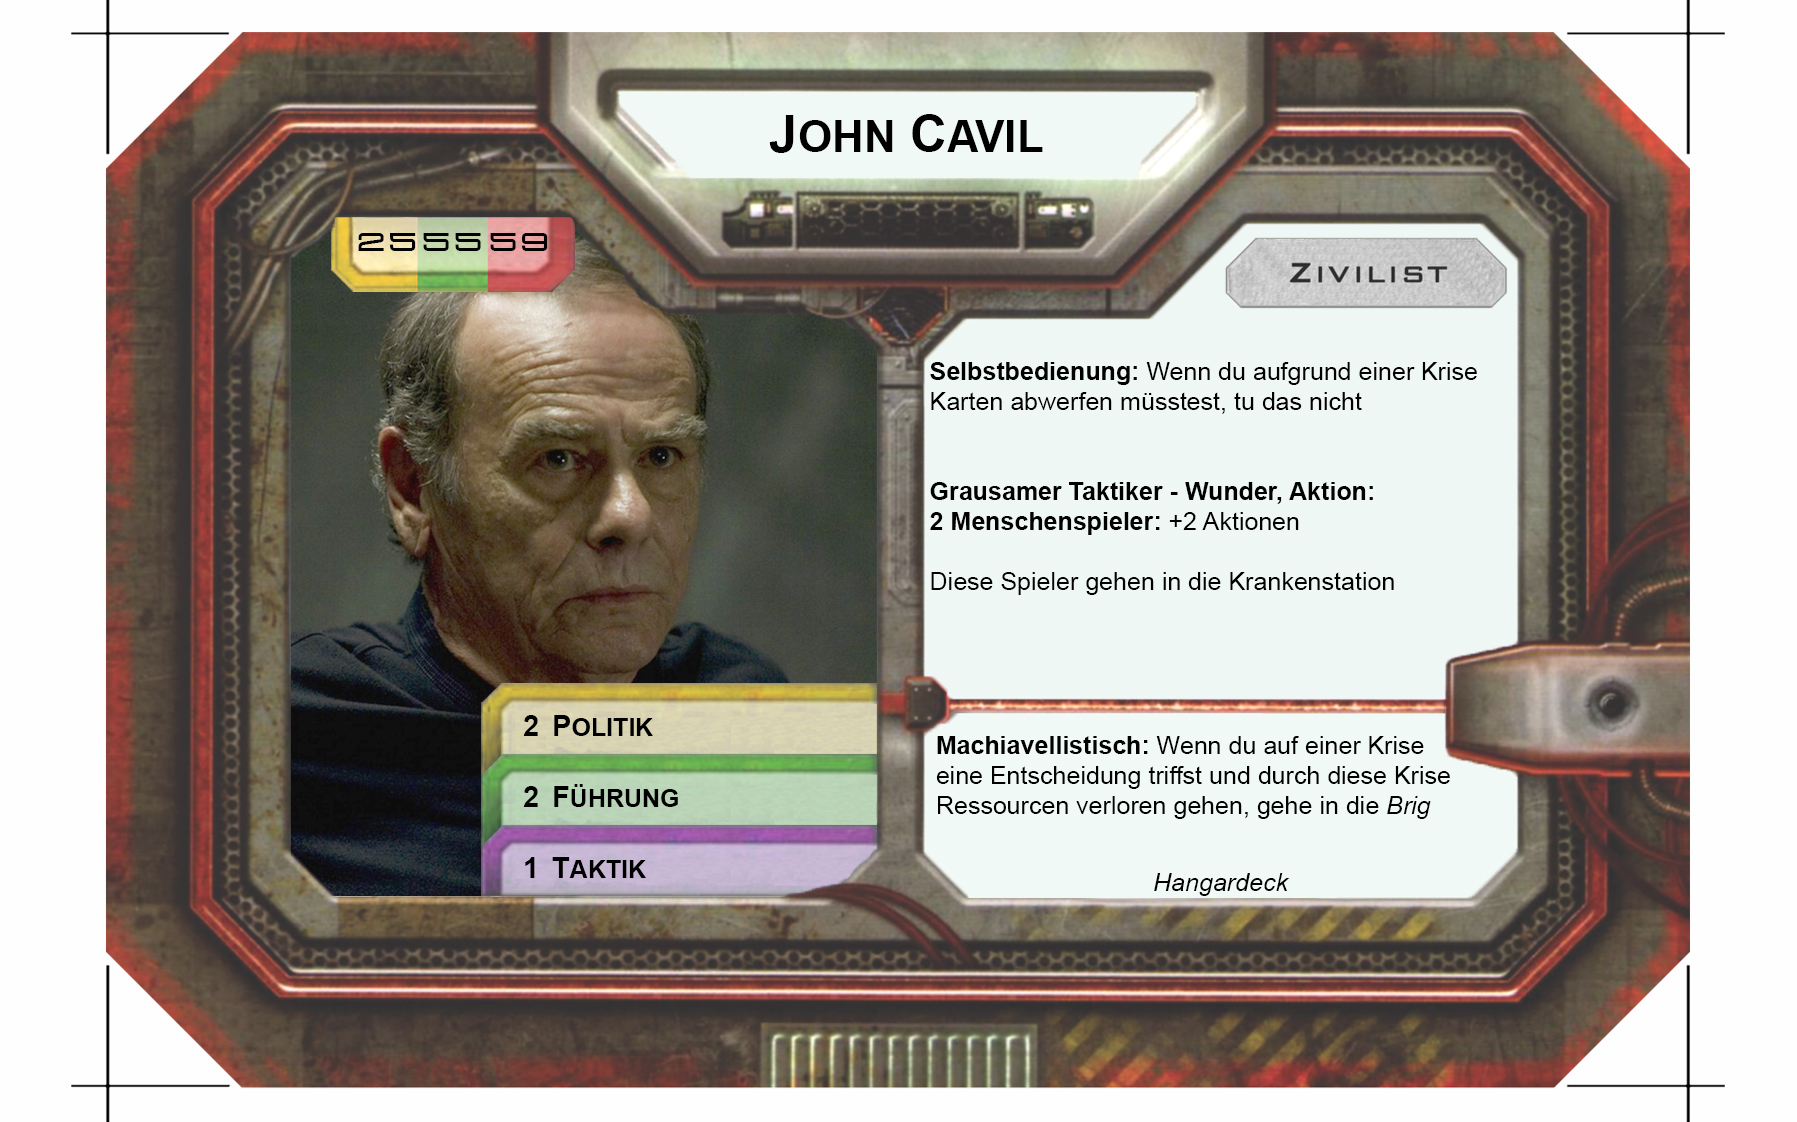 JOHN CAVIL
255559
ZIVILIST
Selbstbedienung: Wenn du aufgrund einer Krise
Karten abwerfen müsstest, tu das nicht
Grausamer Taktiker - Wunder, Aktion:
2 Menschenspieler: +2 Aktionen
Diese Spieler gehen in die Krankenstation
2 POLITIK
2 FÜHRUNG
1 TAKTIK
Machiavellistisch: Wenn du auf einer Krise
eine Entscheidung triffst und durch diese Krise
Ressourcen verloren gehen, gehe in die Brig
Hangardeck